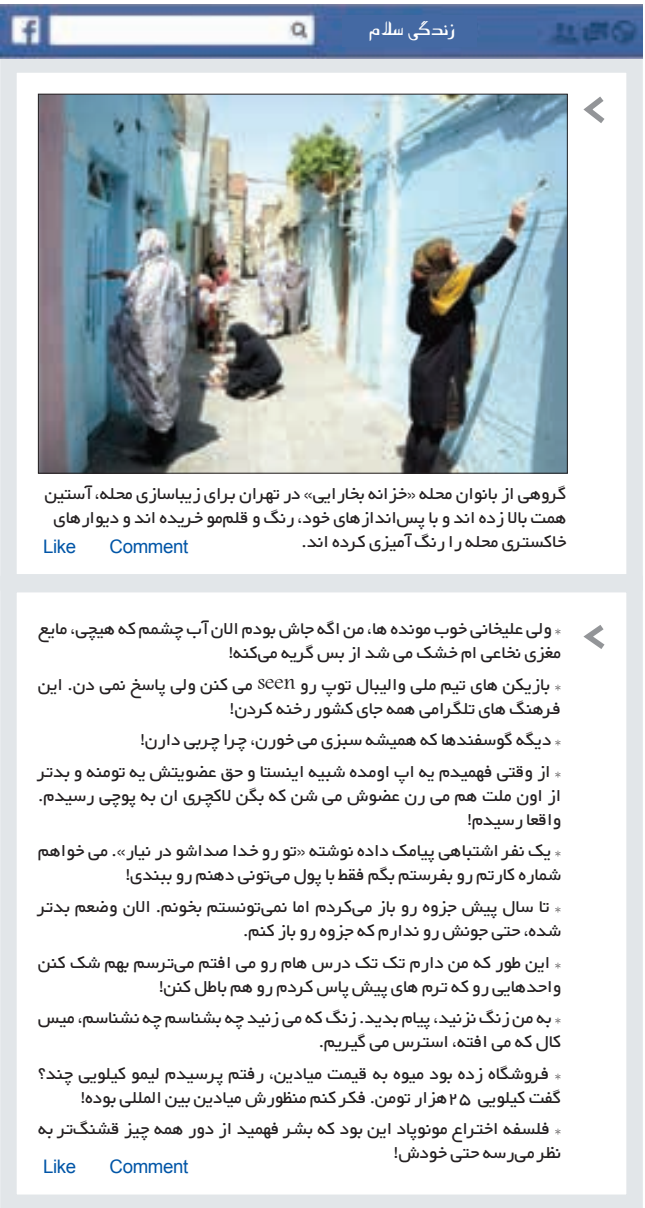 زندگی سلام
گروهی از بانوان محله «خزانه بخارایی» در تهران برای زیباسازی محله، آستین
همت بالا زده اند و با پس‌اندازهای خود، رنگ و قلم‌مو خریده اند و دیوارهای
خاکستری محله را رنگ آمیزی کرده اند.
Like Comment
* ولی علیخانی خوب مونده ها، من اگه جاش بودم الان آب چشمم که هیچی، مایع
مغزی نخاعی ام خشک می شد از بس گریه می‌کنه!
* بازیکن های تیم ملی والیبال توپ رو seen می کنن ولی پاسخ نمی دن. این
فرهنگ های تلگرامی همه جای کشور رخنه کردن!
* دیگه گوسفندها که همیشه سبزی می خورن، چرا چربی دارن!
* از وقتی فهمیدم یه اپ اومده شبیه اینستا و حق عضویتش یه تومنه و بدتر
از اون ملت هم می رن عضوش می شن که بگن لاکچری ان به پوچی رسیدم.
واقعا رسیدم!
* یک نفر اشتباهی پیامک داده نوشته «تو رو خدا صداشو در نیار». می خواهم
شماره کارتم رو بفرستم بگم فقط با پول می‌تونی دهنم رو ببندی!
* تا سال پیش جزوه رو باز می‌کردم اما نمی‌تونستم بخونم. الان وضعم بدتر
شده، حتی جونش رو ندارم که جزوه رو باز کنم.
* این طور که من دارم تک تک درس هام رو می افتم می‌ترسم بهم شک کنن
واحدهایی رو که ترم های پیش پاس کردم رو هم باطل کنن!
* به من زنگ نزنید، پیام بدید. زنگ که می زنید چه بشناسم چه نشناسم، میس
کال که می افته، استرس می گیریم.
* فروشگاه زده بود میوه به قیمت میادین، رفتم پرسیدم لیمو کیلویی چند؟
گفت کیلویی ۲۵هزار تومن. فکر کنم منظورش میادین بین المللی بوده!
* فلسفه اختراع مونوپاد این بود که بشر فهمید از دور همه چیز قشنگ‌تر به
نظر می‌رسه حتی خودش!
Like Comment